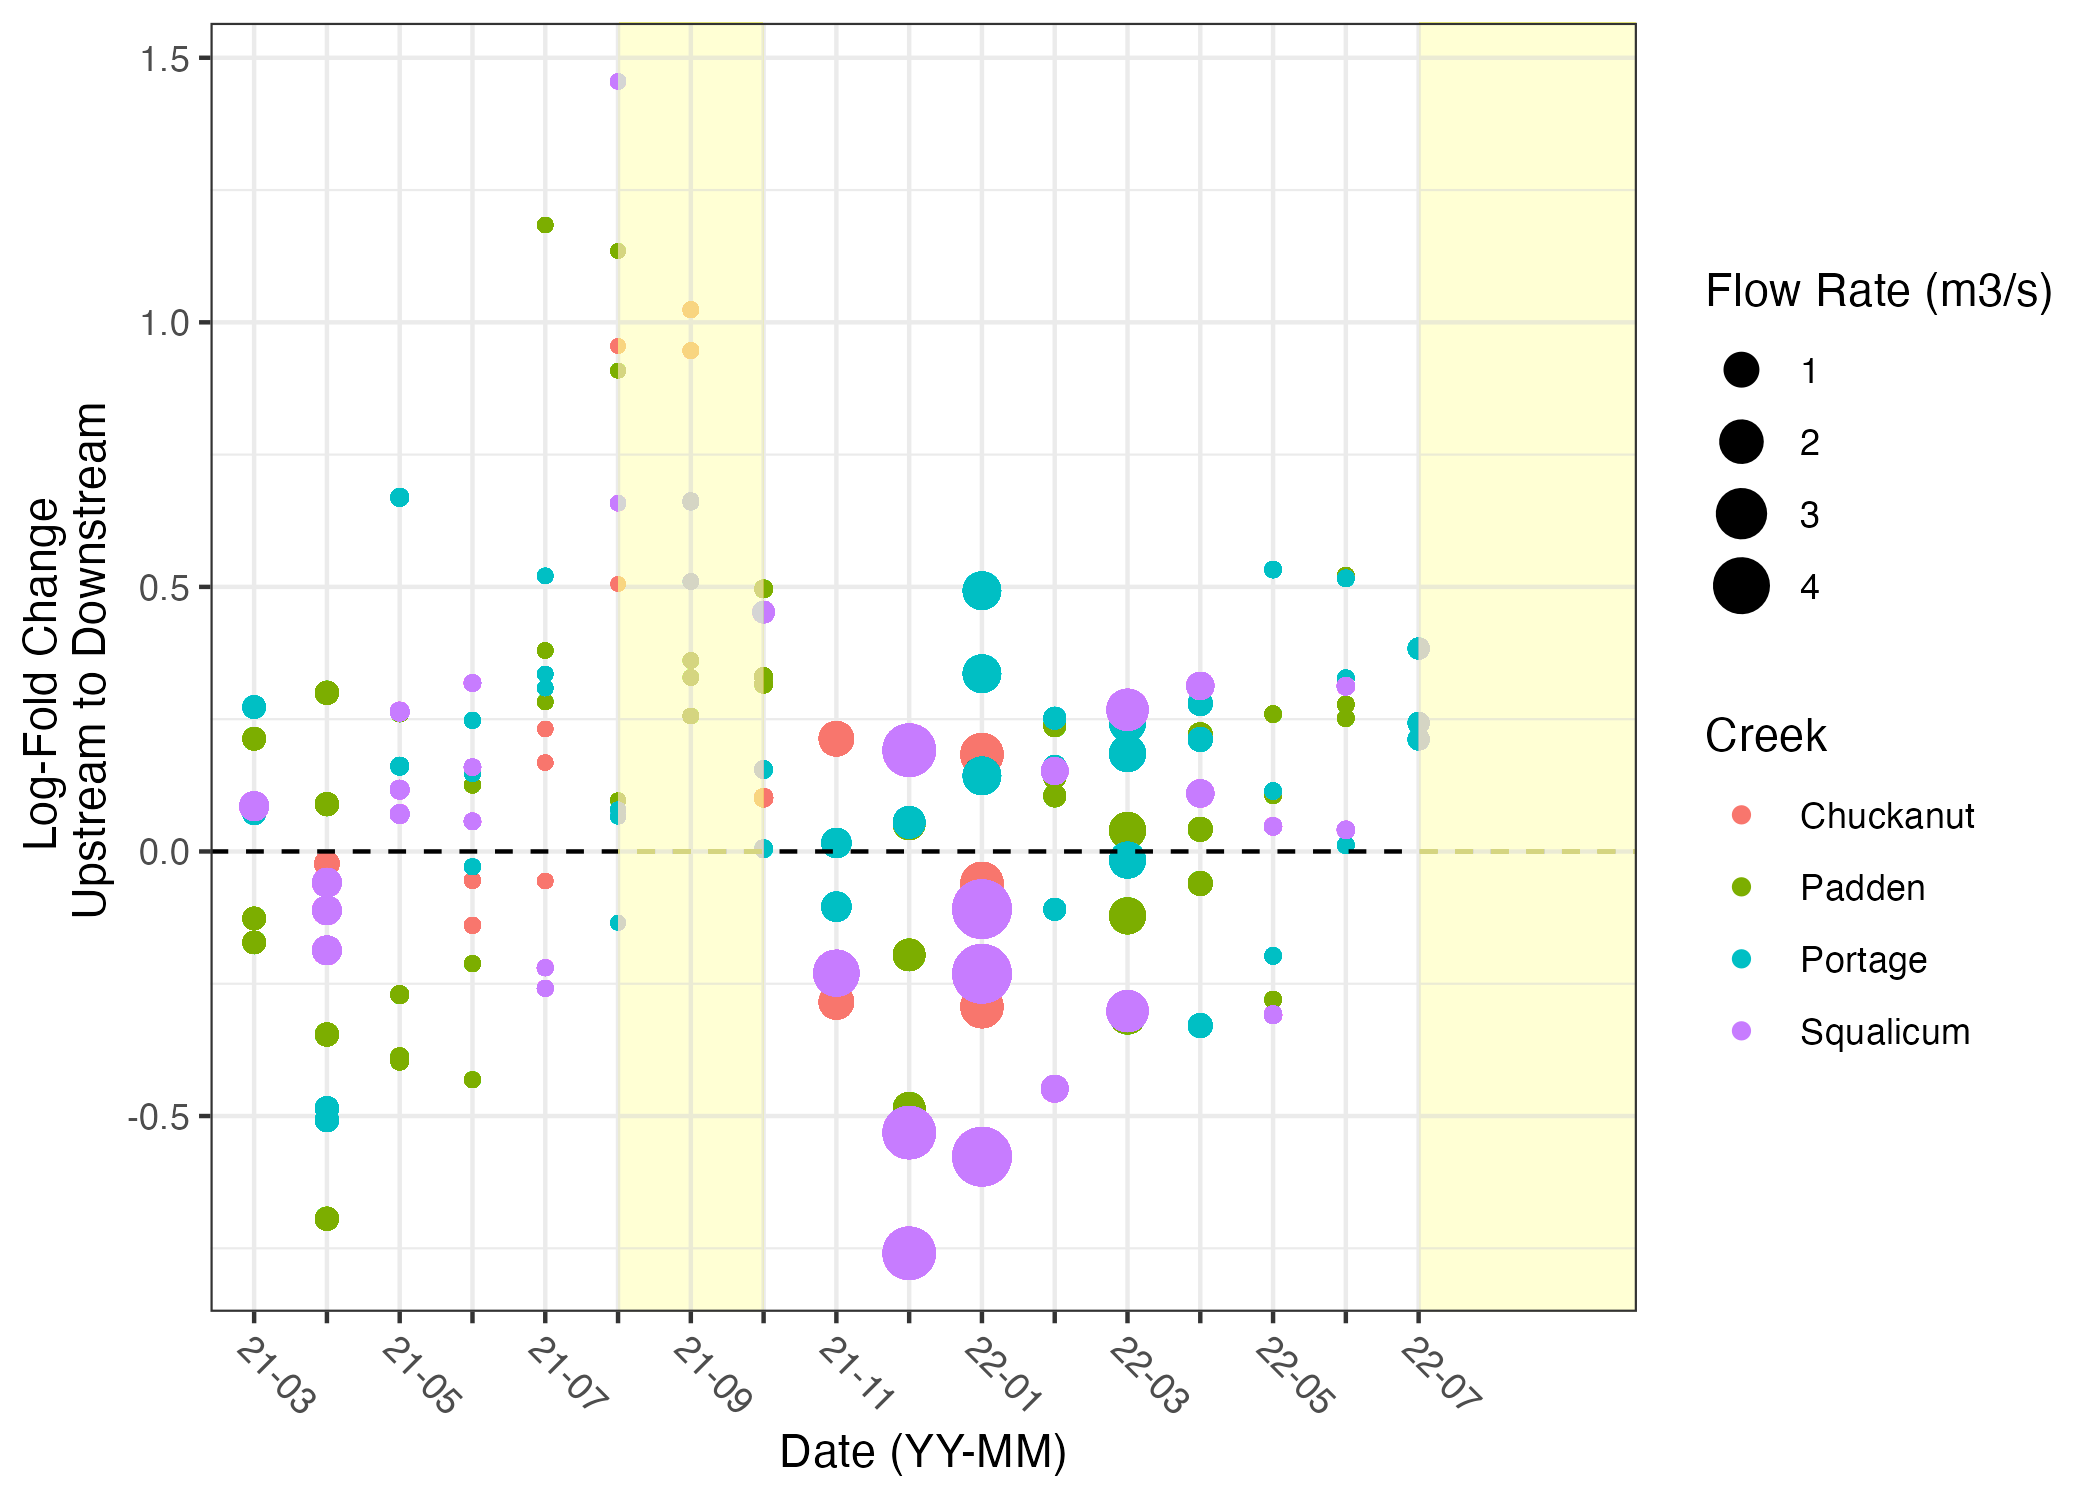 Log-Fold Change
Upstream to Downstream
1.5
1.0
0.5
0.0
-0.5
21-03
21-05
21-07
21-09
21-11
22-01
22-03
22-05
22-07
Date (YY-MM)
Flow Rate (m3/s)
1
2
3
4
Creek
Chuckanut
Padden
Portage
Squalicum